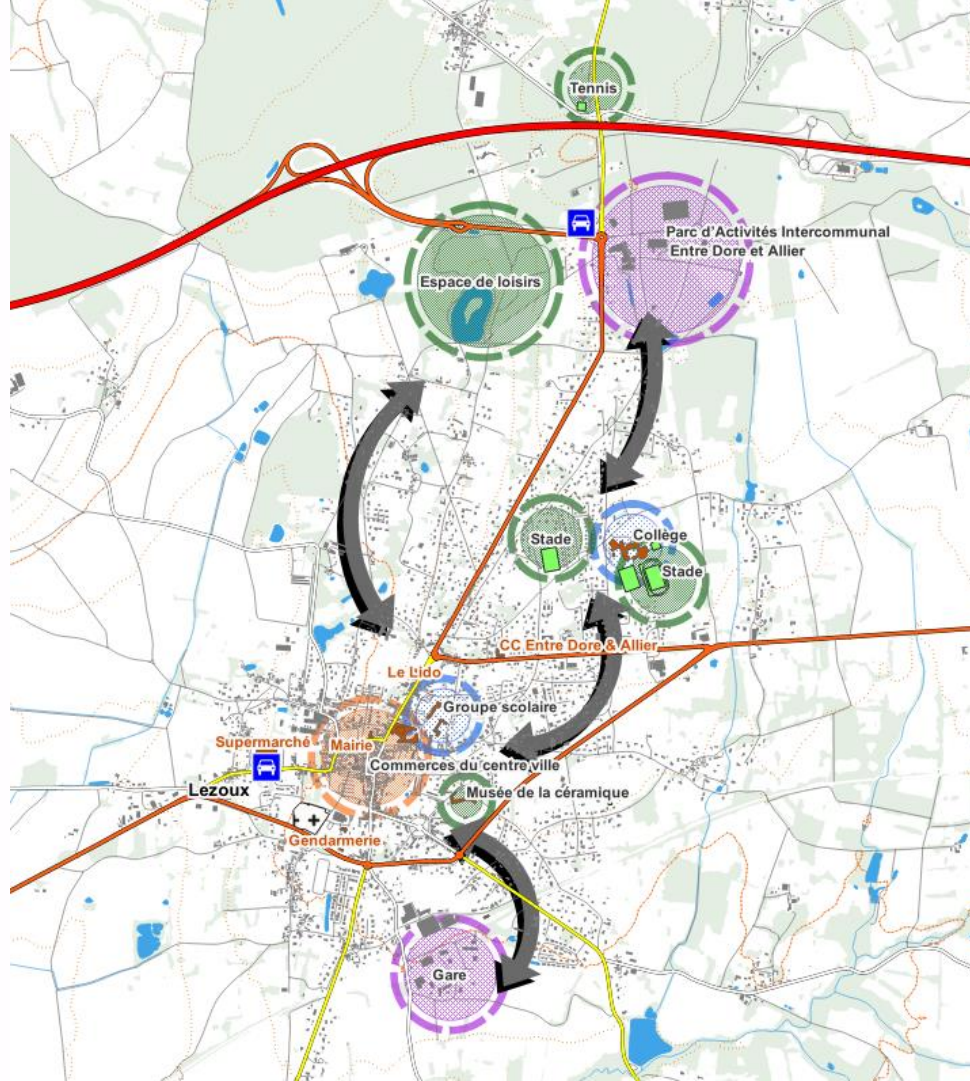 Tennis
Parc d'Activités Intercommunal
Entre Dore et Allier
Espace de loisirs
Stade
Collège
Stade
CC Entre Dore & Allier
Le Lido
Groupe scolaire
Supermarché
Mairie
Commerces du centre ville
Lezoux
Musée de la céramique
Gendarmerie
Gare